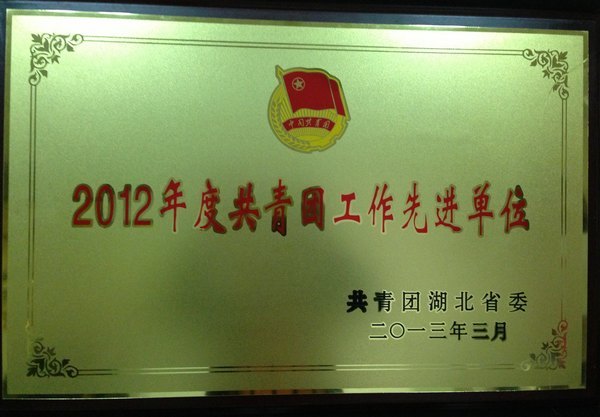 中国共青团
2012年度共青团工作先进单位
共青团湖北省委
二〇一三年三月